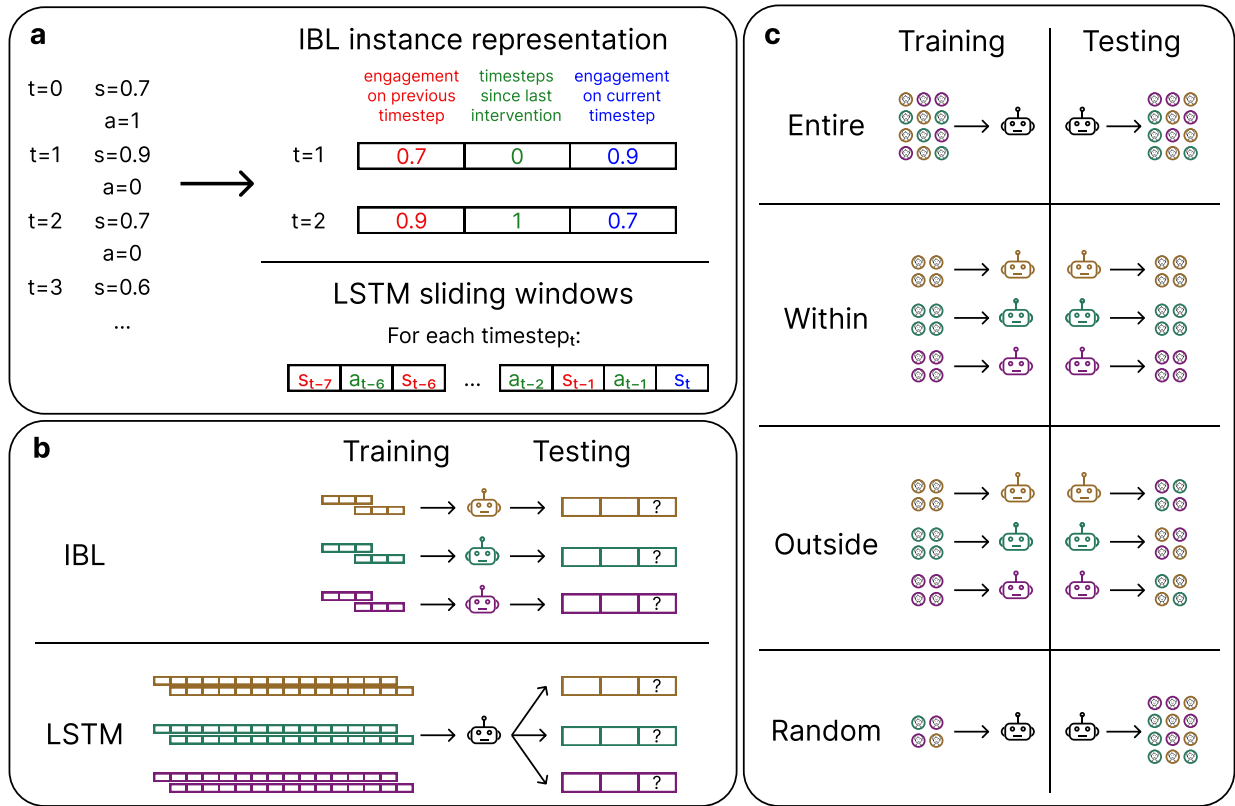 a
IBL instance representation
t=0 s=0.7
a=1
t=1 s=0.9
a=0
t=2 s=0.7
a=0
t=3 s=0.6
...
engagement
on previous
timestep
timesteps
since last
intervention
engagement
on current
timestep
t=1 0.7 0 0.9
t=2 0.9 1 0.7
LSTM sliding windows
For each timestepₜ:
sₜ₋₇ aₜ₋₆ sₜ₋₆ ... aₜ₋₂ sₜ₋₁ aₜ₋₁ sₜ
b
Training Testing
IBL
?
?
?
LSTM
?
?
?
c
Training Testing
Entire
Within
Outside
Random